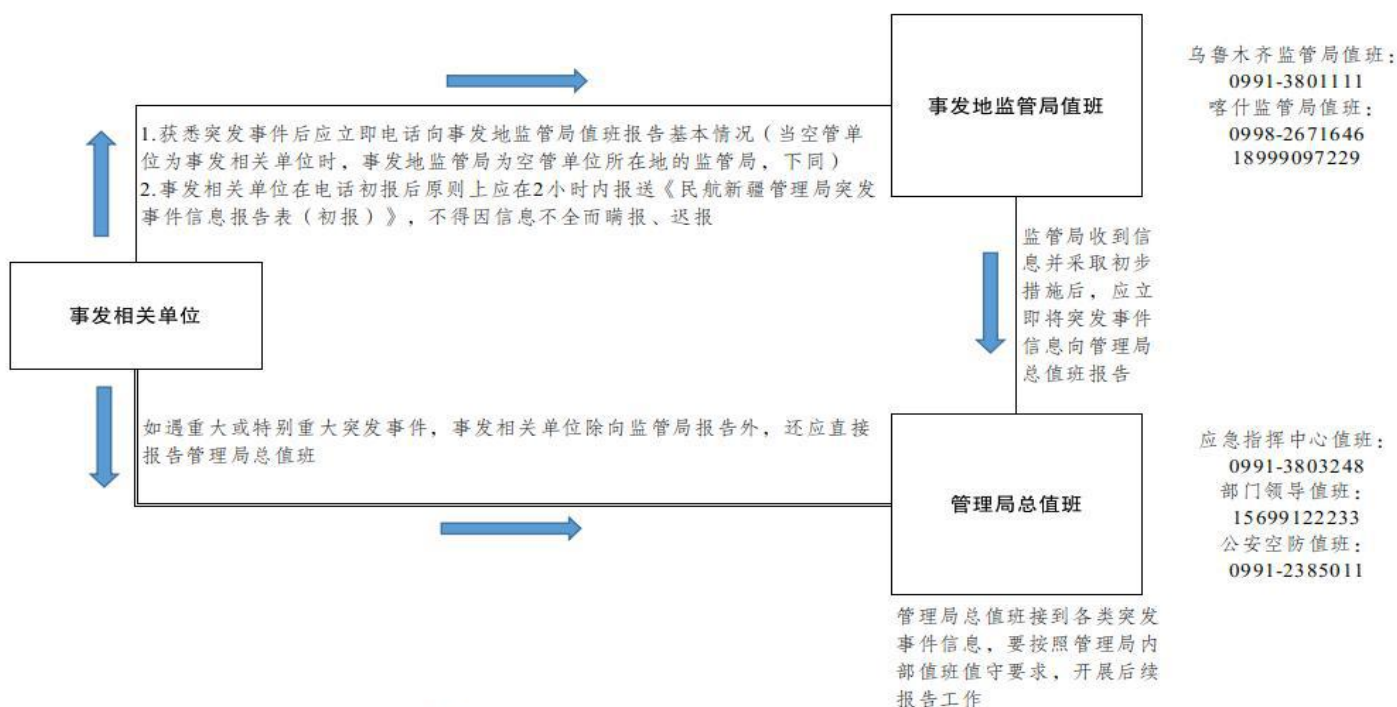 事发地监管局值班
乌鲁木齐监管局值班：
0991-3801111
喀什监管局值班：
0998-2671646
18999097229
1.获悉突发事件后应立即电话向事发地监管局值班报告基本情况（当空管单
位为事发相关单位时，事发地监管局为空管单位所在地的监管局，下同）
2.事发相关单位在电话初报后原则上应在2小时内报送《民航新疆管理局突发
事件信息报告表（初报）》，不得因信息不全而瞒报、迟报
监管局收到信
息并采取初步
措施后，应立
即将突发事件
信息向管理局
总值班报告
事发相关单位
如遇重大或特别重大突发事件，事发相关单位除向监管局报告外，还应直接
报告管理局总值班
管理局总值班
应急指挥中心值班：
0991-3803248
部门领导值班：
15699122233
公安空防值班：
0991-2385011
管理局总值班接到各类突发
事件信息，要按照管理局内
部值班值守要求，开展后续
报告工作